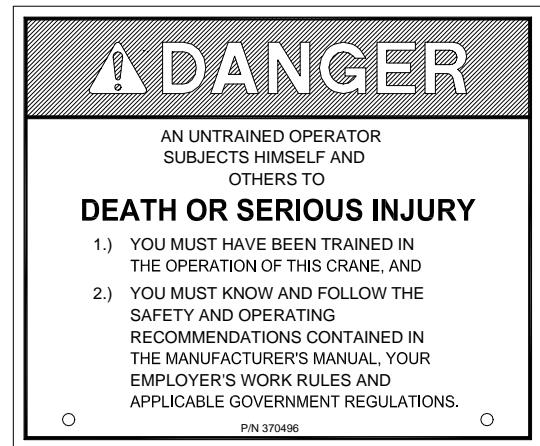 DANGER
AN UNTRAINED OPERATOR
SUBJECTS HIMSELF AND
OTHERS TO
DEATH OR SERIOUS INJURY
1.) YOU MUST HAVE BEEN TRAINED IN
THE OPERATION OF THIS CRANE, AND
2.) YOU MUST KNOW AND FOLLOW THE
SAFETY AND OPERATING
RECOMMENDATIONS CONTAINED IN
THE MANUFACTURER'S MANUAL, YOUR
EMPLOYER'S WORK RULES AND
APPLICABLE GOVERNMENT REGULATIONS.
P/N 370496